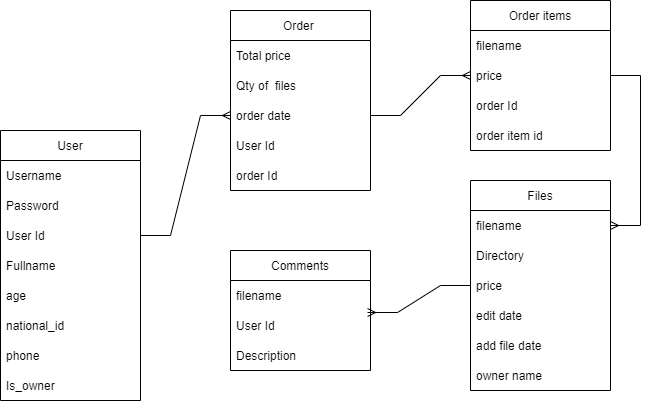 User
Username
Password
User Id
Fullname
age
national_id
phone
Is_owner
Order
Total price
Qty of  files
order date
User Id
order Id
Comments
filename
User Id
Description
Order items
filename
price
order Id
order item id
Files
filename
Directory
price
edit date
add file date
owner name